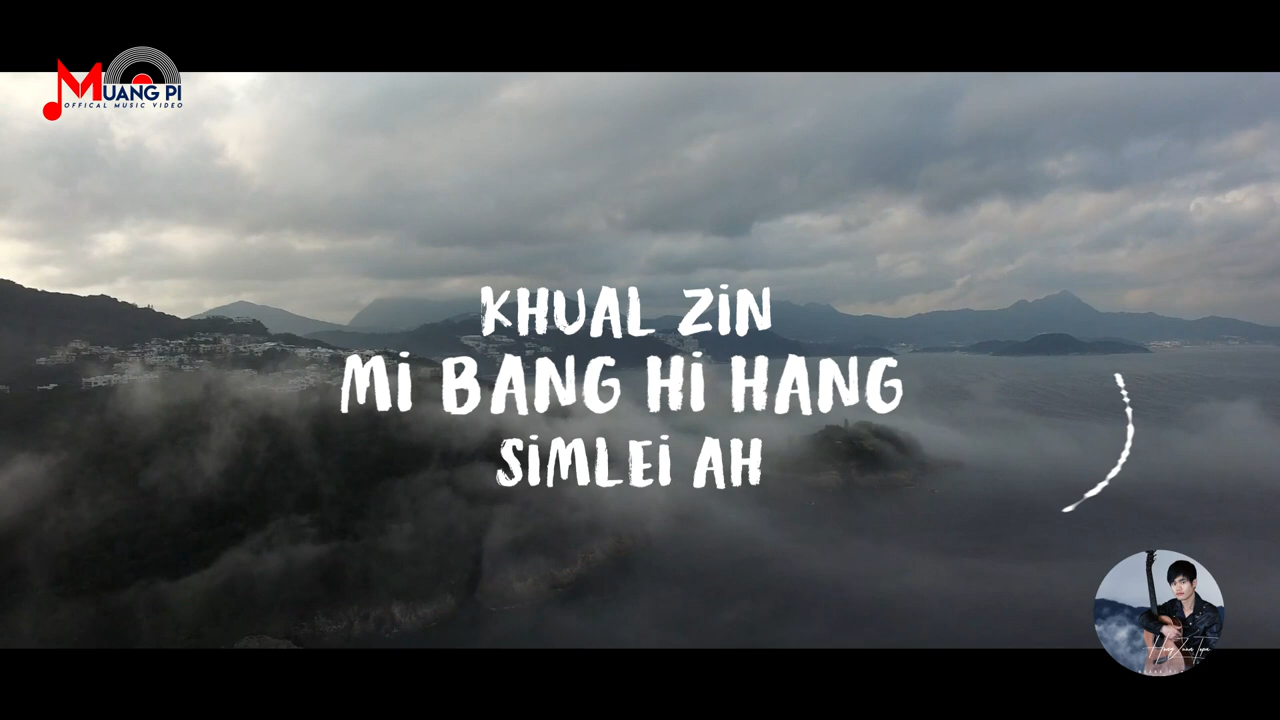 MUANG PI
OFFICAL MUSIC VIDEO
KHUAL ZiN
Mi BANG Hi HANG
SiMLEi AH